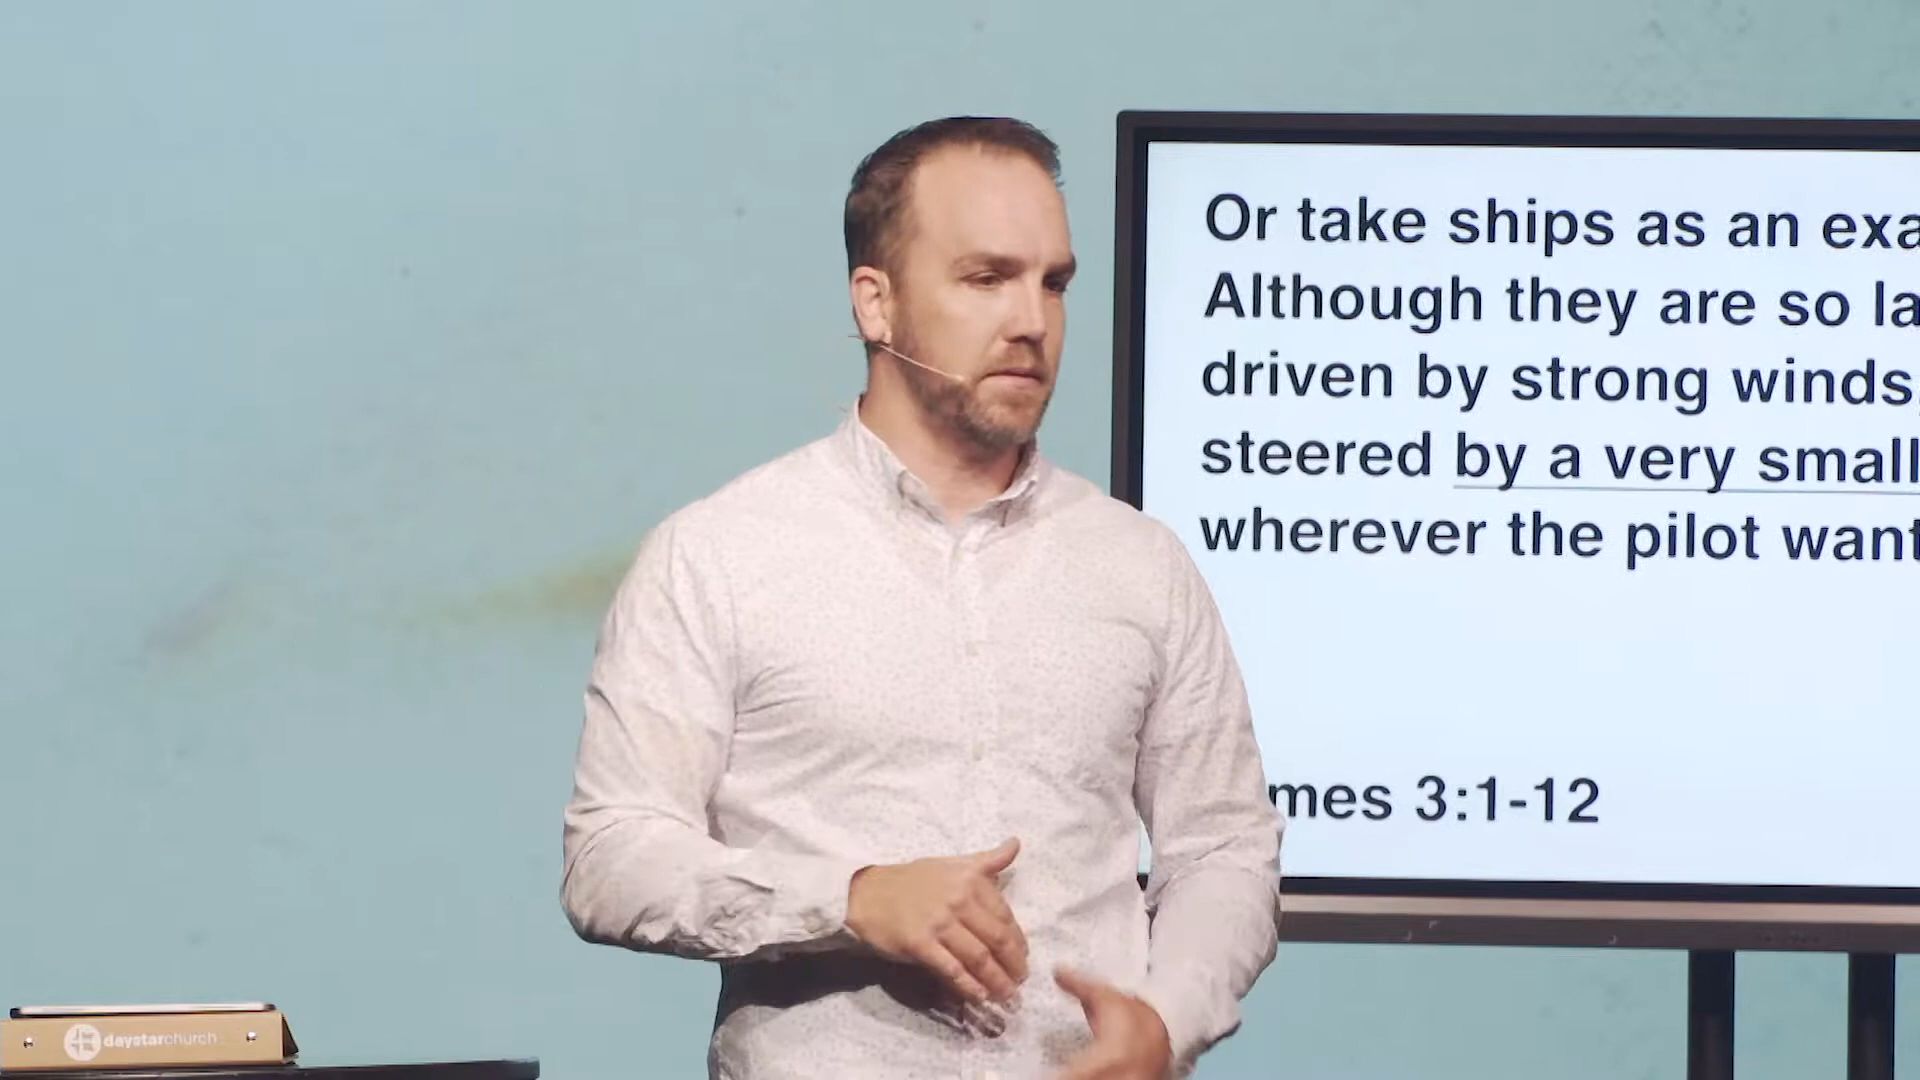 Or take ships as an exa
Although they are so la
driven by strong winds,
steered by a very small
wherever the pilot want
mes 3:1-12
daystarchurch